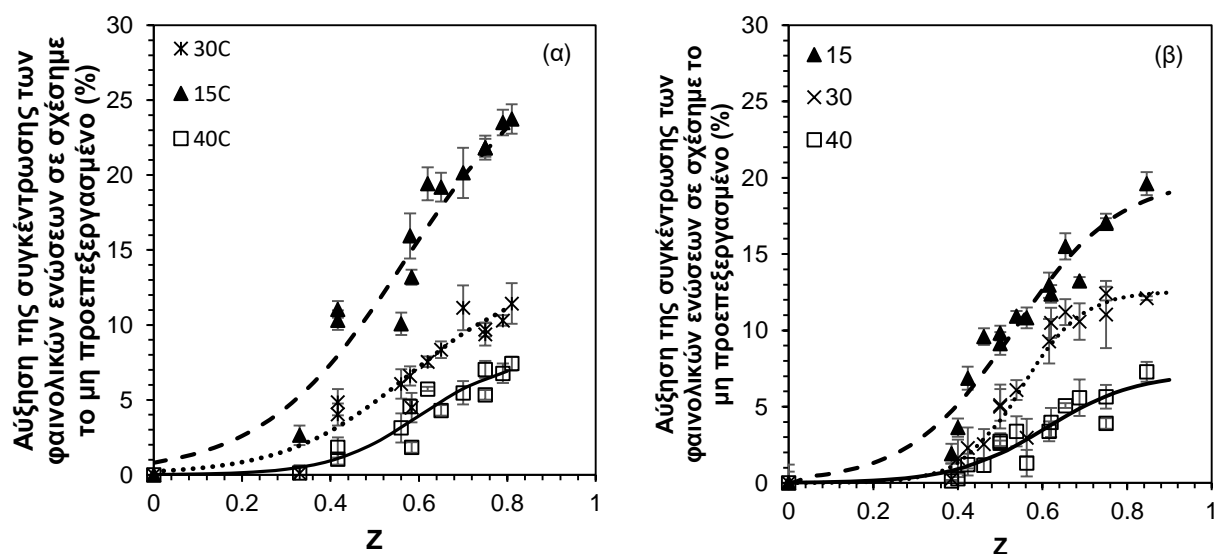 Αύξηση της συγκέντρωσης των
φαινολικών ενώσεων σε σχέσημε
το μη προεπεξεργασμένο (%)
30
25
20
15
10
5
0
30C
15C
40C
(α)
0
0.2
0.4
0.6
0.8
1
Z
Αύξηση της συγκέντρωσης των
φαινολικών ενώσεων σε σχέσημε το
μη προεπεξεργασμένο (%)
30
25
20
15
10
5
0
15
30
40
(β)
0
0.2
0.4
0.6
0.8
1
Z